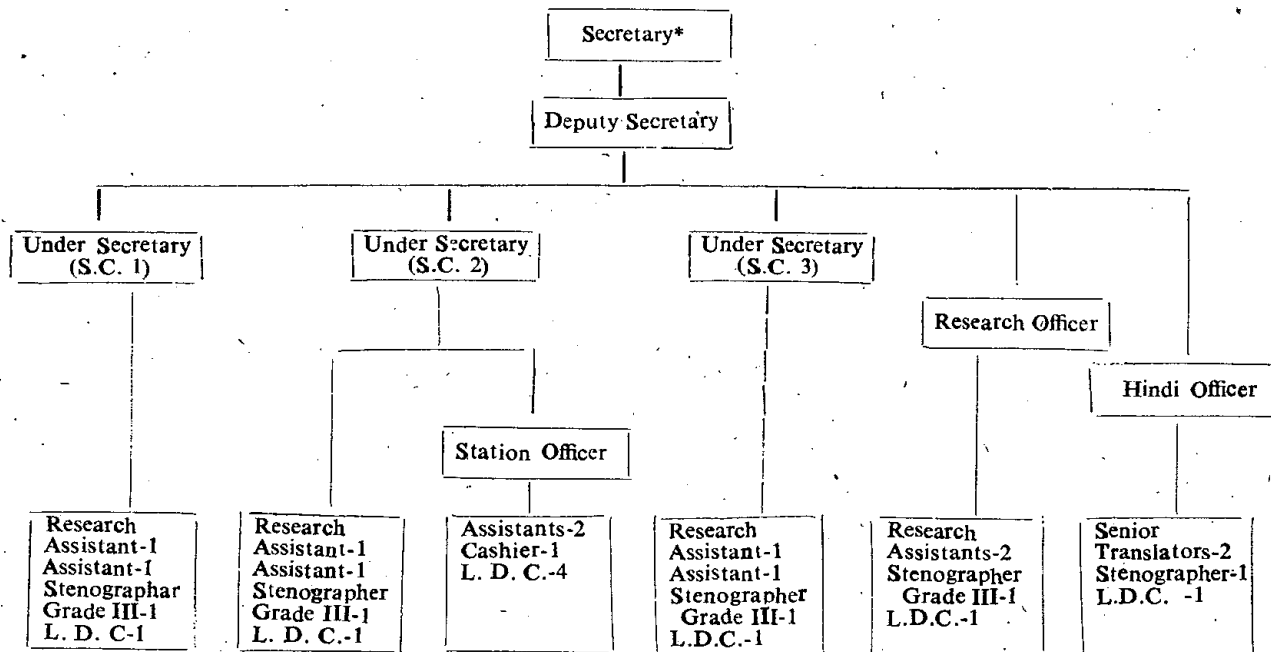 Secretary*
Deputy Secretary
Under Secretary
(S.C. 1)
Under Secretary
(S.C. 2)
Under Secretary
(S.C. 3)
Research Officer
Hindi Officer
Station Officer
Research
Assistant-1
Assistant-1
Stenographar
Grade III-1
L. D. C-1
Research
Assistant-1
Assistant-1
Stenographer
Grade III-1
L. D. C.-1
Assistants-2
Cashier-1
L. D. C.-4
Research
Assistant-1
Assistant-1
Stenographer
Grade III-1
L.D.C.-1
Research
Assistants-2
Stenographer
Grade III-1
L.D.C.-1
Senior
Translators-2
Stenographer-1
L.D.C. -1